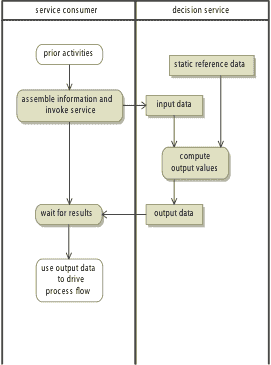 service consumer
decision service
prior activities
static reference data
assemble information and
invoke service
input data
compute
output values
wait for results
output data
use output data
to drive
process flow